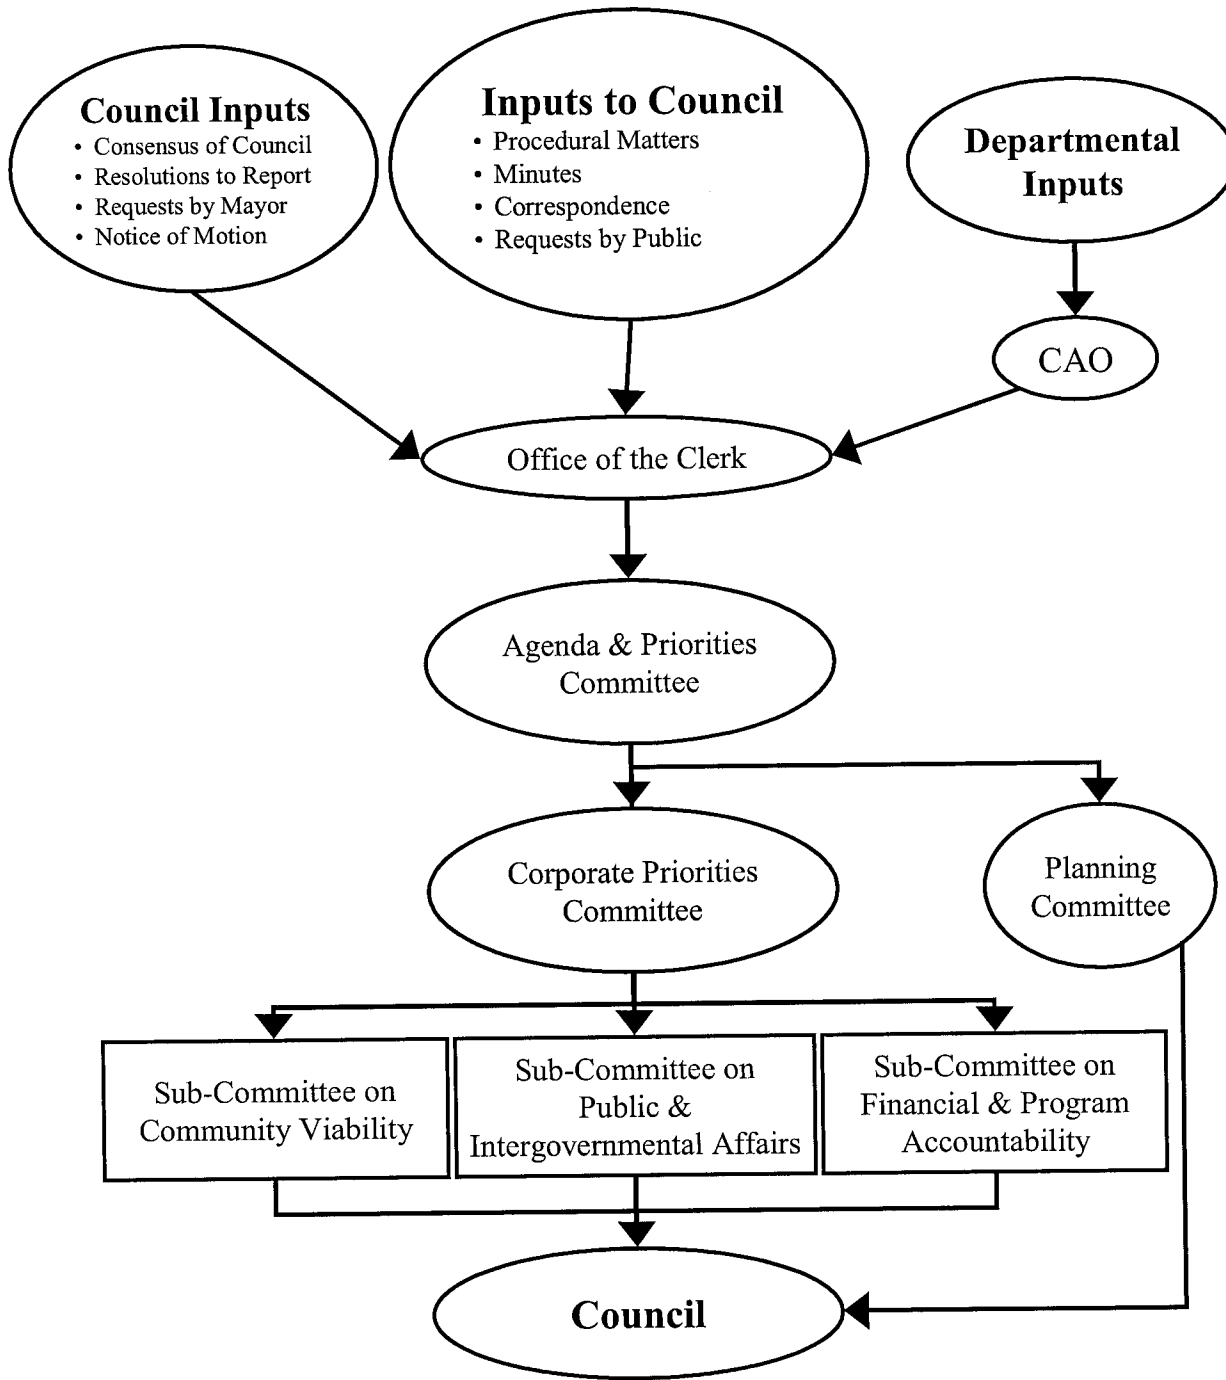 Council Inputs
• Consensus of Council
• Resolutions to Report
• Requests by Mayor
• Notice of Motion
Inputs to Council
• Procedural Matters
• Minutes
• Correspondence
• Requests by Public
Departmental
Inputs
CAO
Office of the Clerk
Agenda & Priorities
Committee
Corporate Priorities
Committee
Planning
Committee
Sub-Committee on
Community Viability
Sub-Committee on
Public &
Intergovernmental Affairs
Sub-Committee on
Financial & Program
Accountability
Council